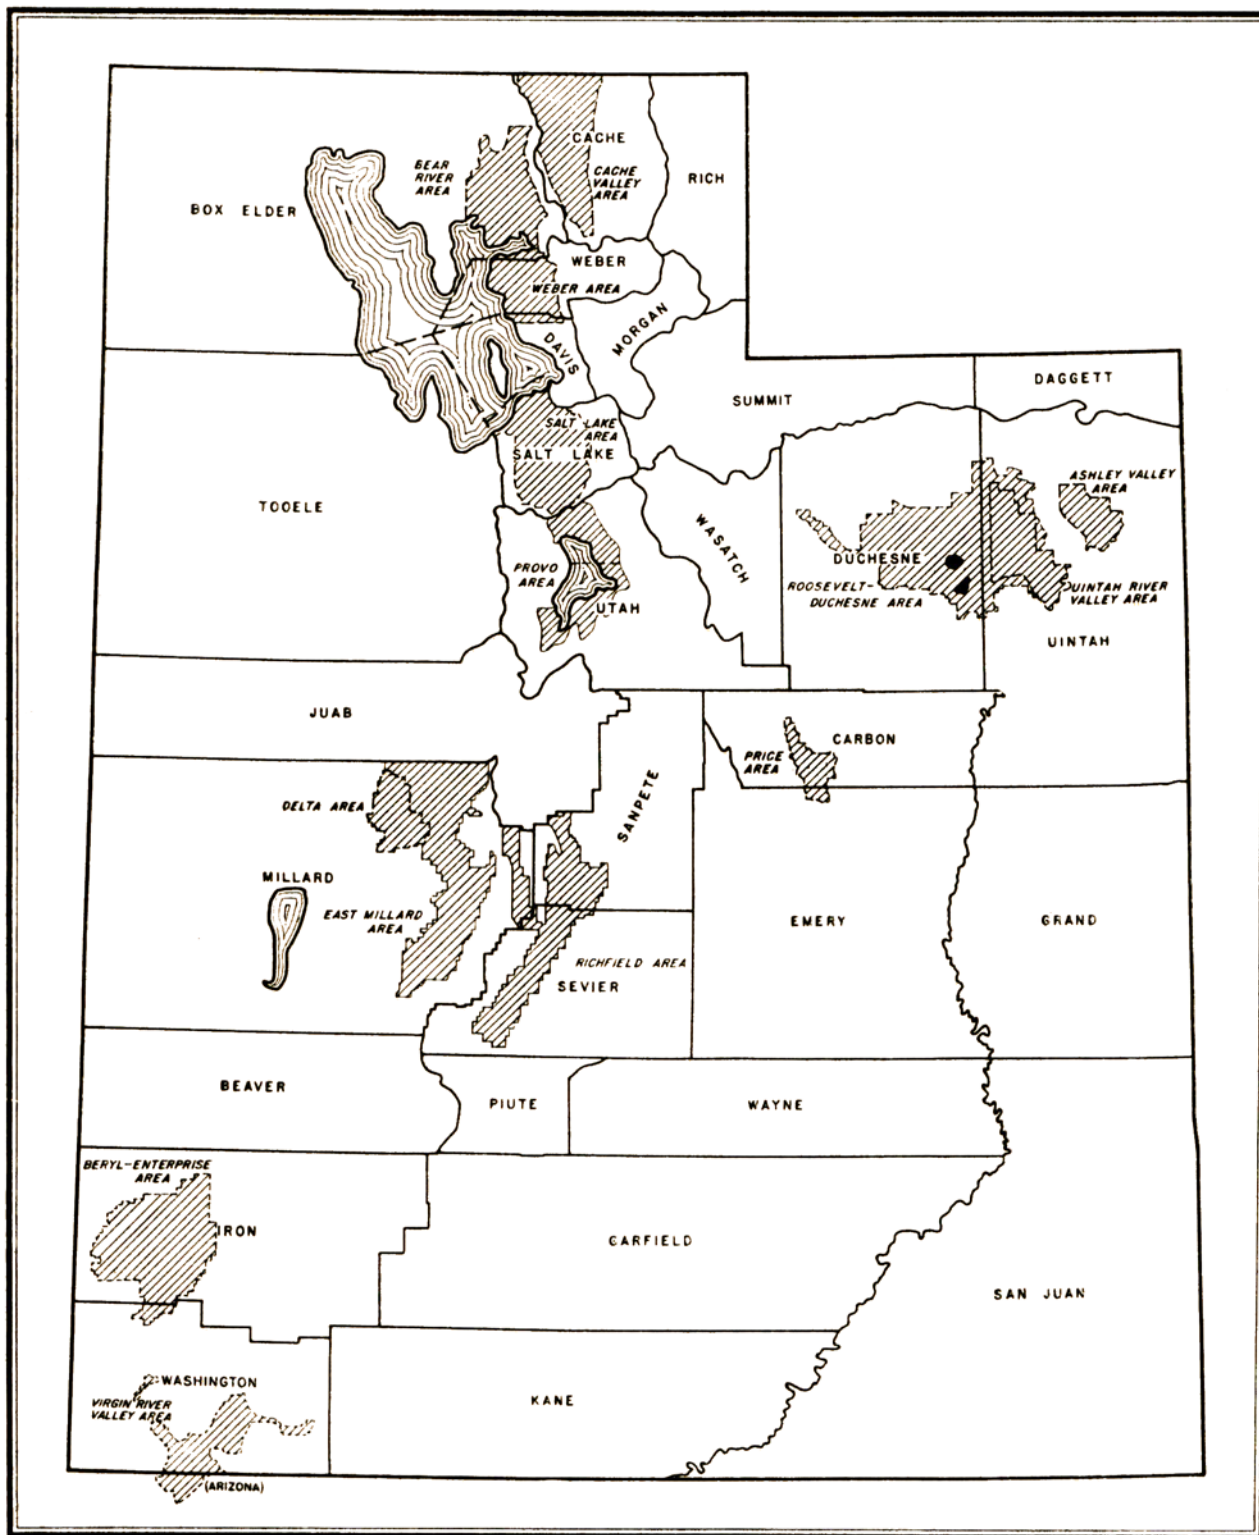 CACHE
BEAR
RIVER
AREA
CACHE
VALLEY
AREA
RICH
BOX ELDER
WEBER
WEBER AREA
MORGAN
DAVIS
DAGGETT
SUMMIT
SALT LAKE
AREA
SALT LAKE
ASHLEY VALLEY
AREA
TOOELE
WASATCH
DUCHESNE
PROVO
AREA
ROOSEVELT-
DUCHESNE AREA
UINTAH RIVER
VALLEY AREA
UTAH
UINTAH
JUAB
CARBON
PRICE
AREA
DELTA AREA
SANPETE
MILLARD
EAST MILLARD
AREA
EMERY
GRAND
RICHFIELD AREA
SEVIER
BEAVER
PIUTE
WAYNE
BERYL-ENTERPRISE
AREA
IRON
GARFIELD
SAN JUAN
WASHINGTON
VIRGIN RIVER
VALLEY AREA
KANE
(ARIZONA)